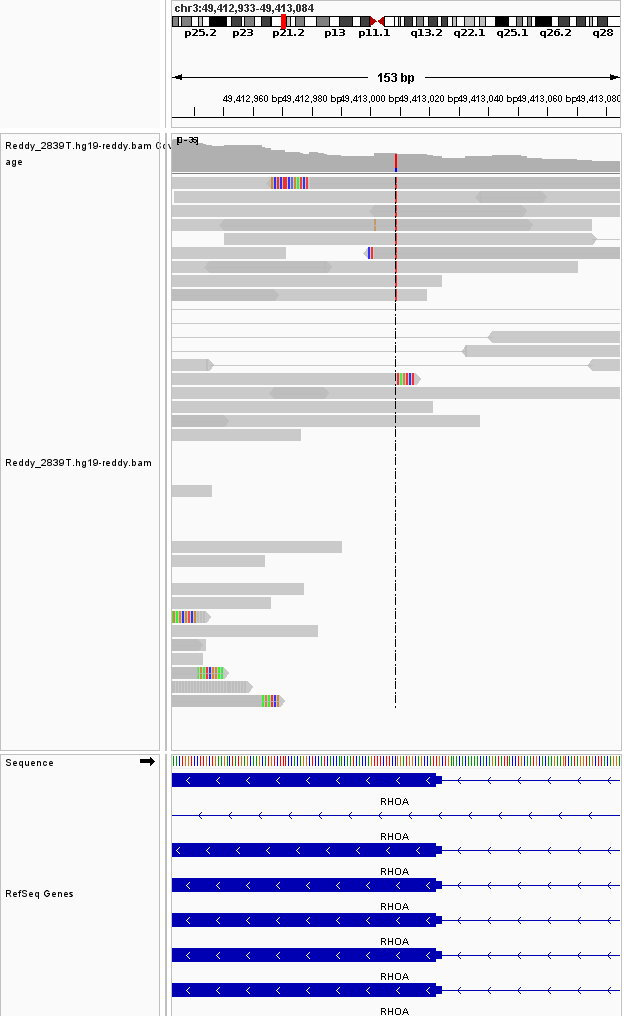 chr3:49,412,933-49,413,084
p25.2 p23 p21.2 p13 p11.1 q13.2 q22.1 q25.1 q26.2 q28
153 bp
49,412,960 bp 49,412,980 bp 49,413,000 bp 49,413,020 bp 49,413,040 bp 49,413,060 bp 49,413,080
Reddy_2839T.hg19-reddy.bam Cov
age
Reddy_2839T.hg19-reddy.bam
Sequence
RHOA
RHOA
RHOA
RefSeq Genes
RHOA
RHOA
RHOA
RHOA